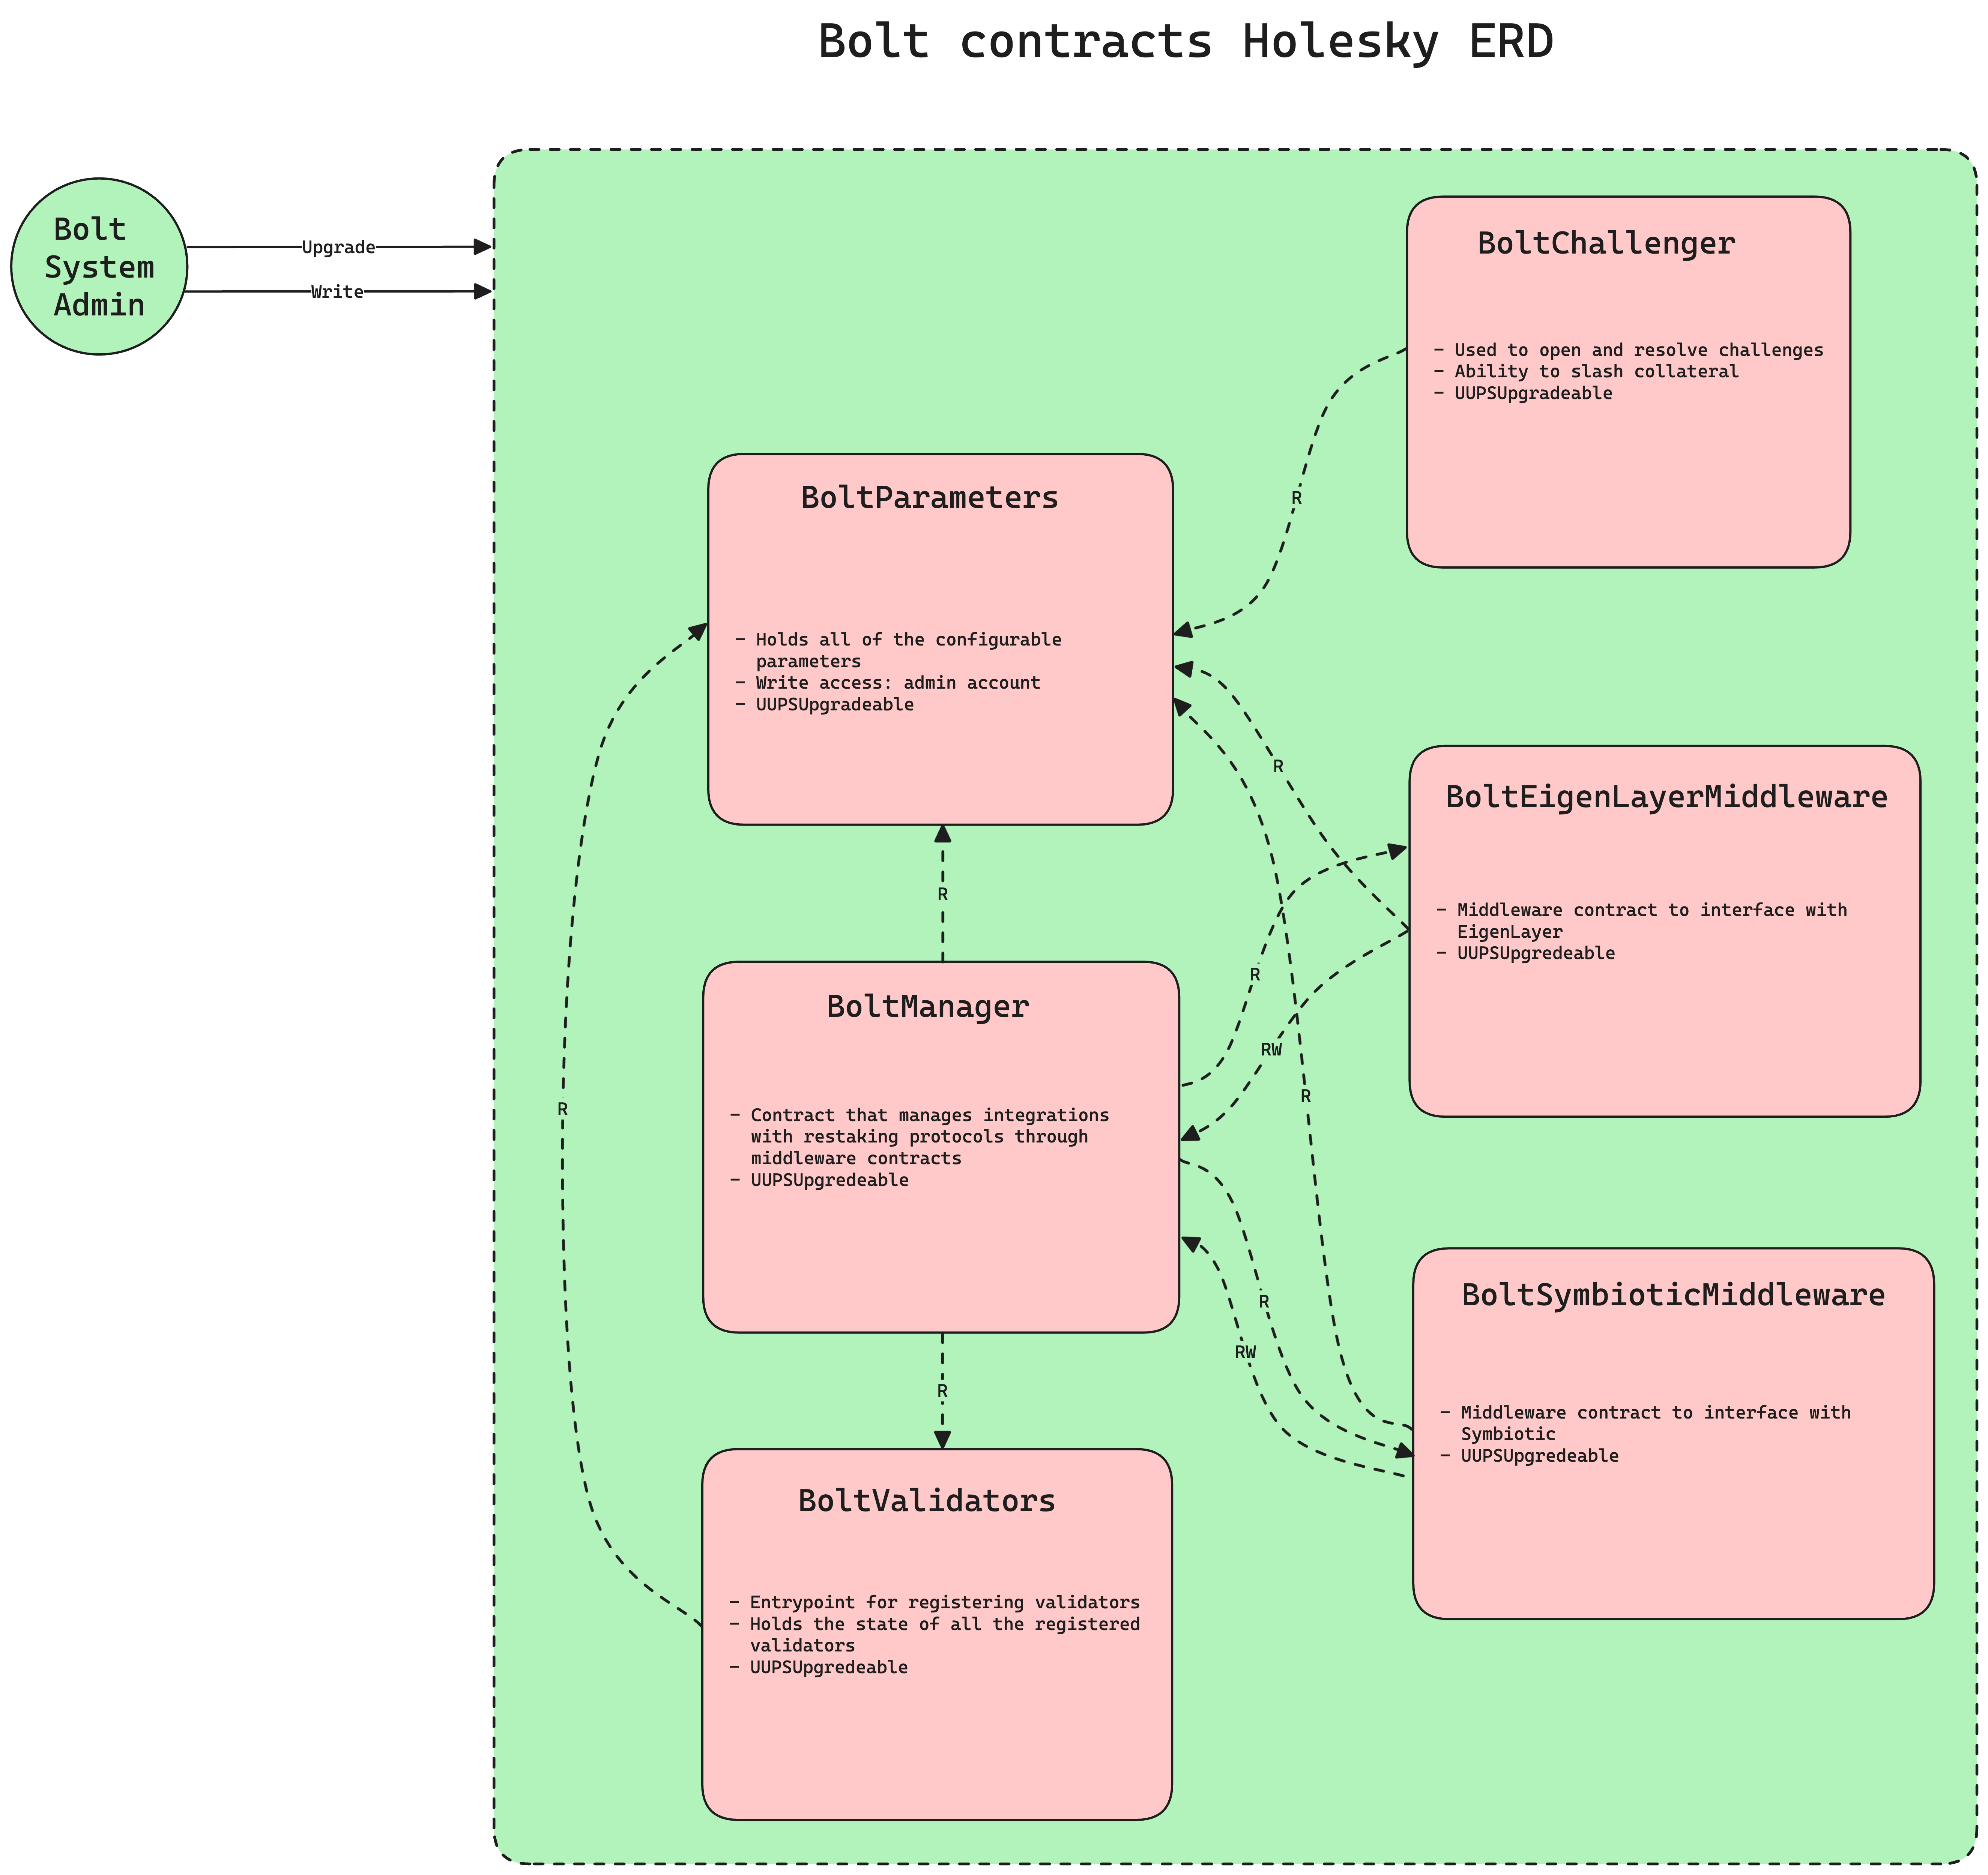 Bolt contracts Holesky ERD
Bolt
System
Admin
Upgrade
Write
BoltChallenger
- Used to open and resolve challenges
- Ability to slash collateral
- UUPSUpgradeable
R
BoltParameters
- Holds all of the configurable
parameters
- Write access: admin account
- UUPSUpgradeable
R
BoltEigenLayerMiddleware
- Middleware contract to interface with
EigenLayer
- UUPSUpgredeable
R
R
RW
R
R
BoltManager
- Contract that manages integrations
with restaking protocols through
middleware contracts
- UUPSUpgredeable
R
RW
BoltSymbioticMiddleware
- Middleware contract to interface with
Symbiotic
- UUPSUpgredeable
R
BoltValidators
- Entrypoint for registering validators
- Holds the state of all the registered
validators
- UUPSUpgredeable